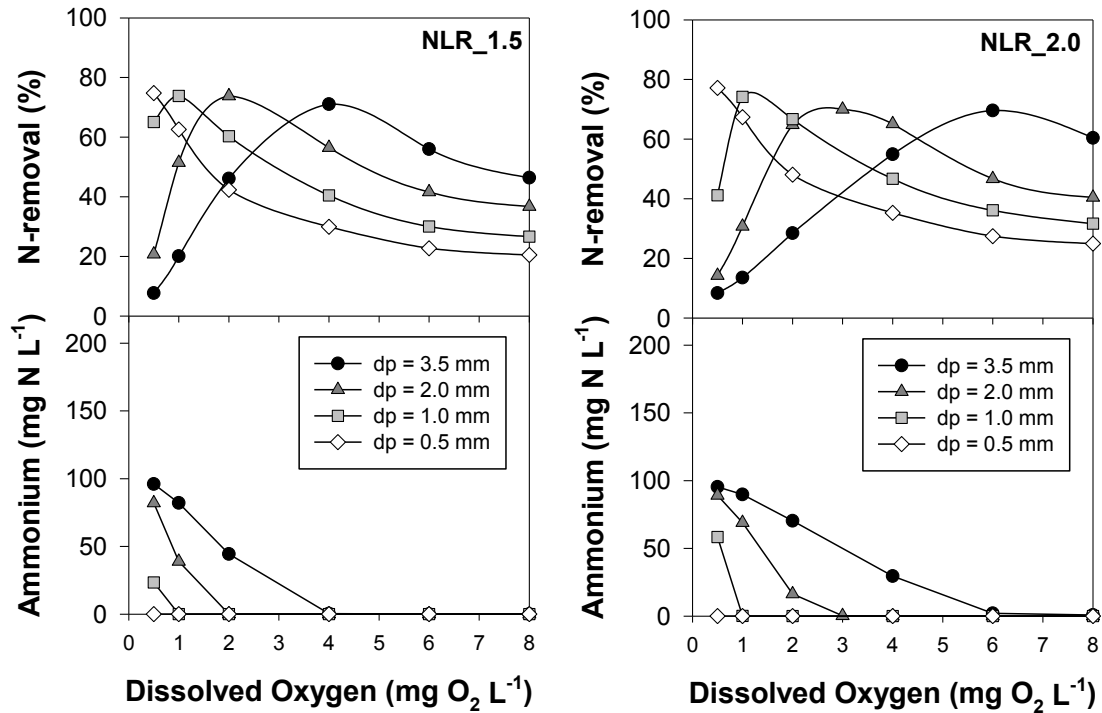 NLR_1.5
N-removal (%)
100
80
60
40
20
0
Ammonium (mg N L⁻¹)
200
150
100
50
0
dp = 3.5 mm
dp = 2.0 mm
dp = 1.0 mm
dp = 0.5 mm
0 1 2 3 4 5 6 7 8
Dissolved Oxygen (mg O₂ L⁻¹)
NLR_2.0
N-removal (%)
100
80
60
40
20
0
Ammonium (mg N L⁻¹)
200
150
100
50
0
dp = 3.5 mm
dp = 2.0 mm
dp = 1.0 mm
dp = 0.5 mm
0 1 2 3 4 5 6 7 8
Dissolved Oxygen (mg O₂ L⁻¹)